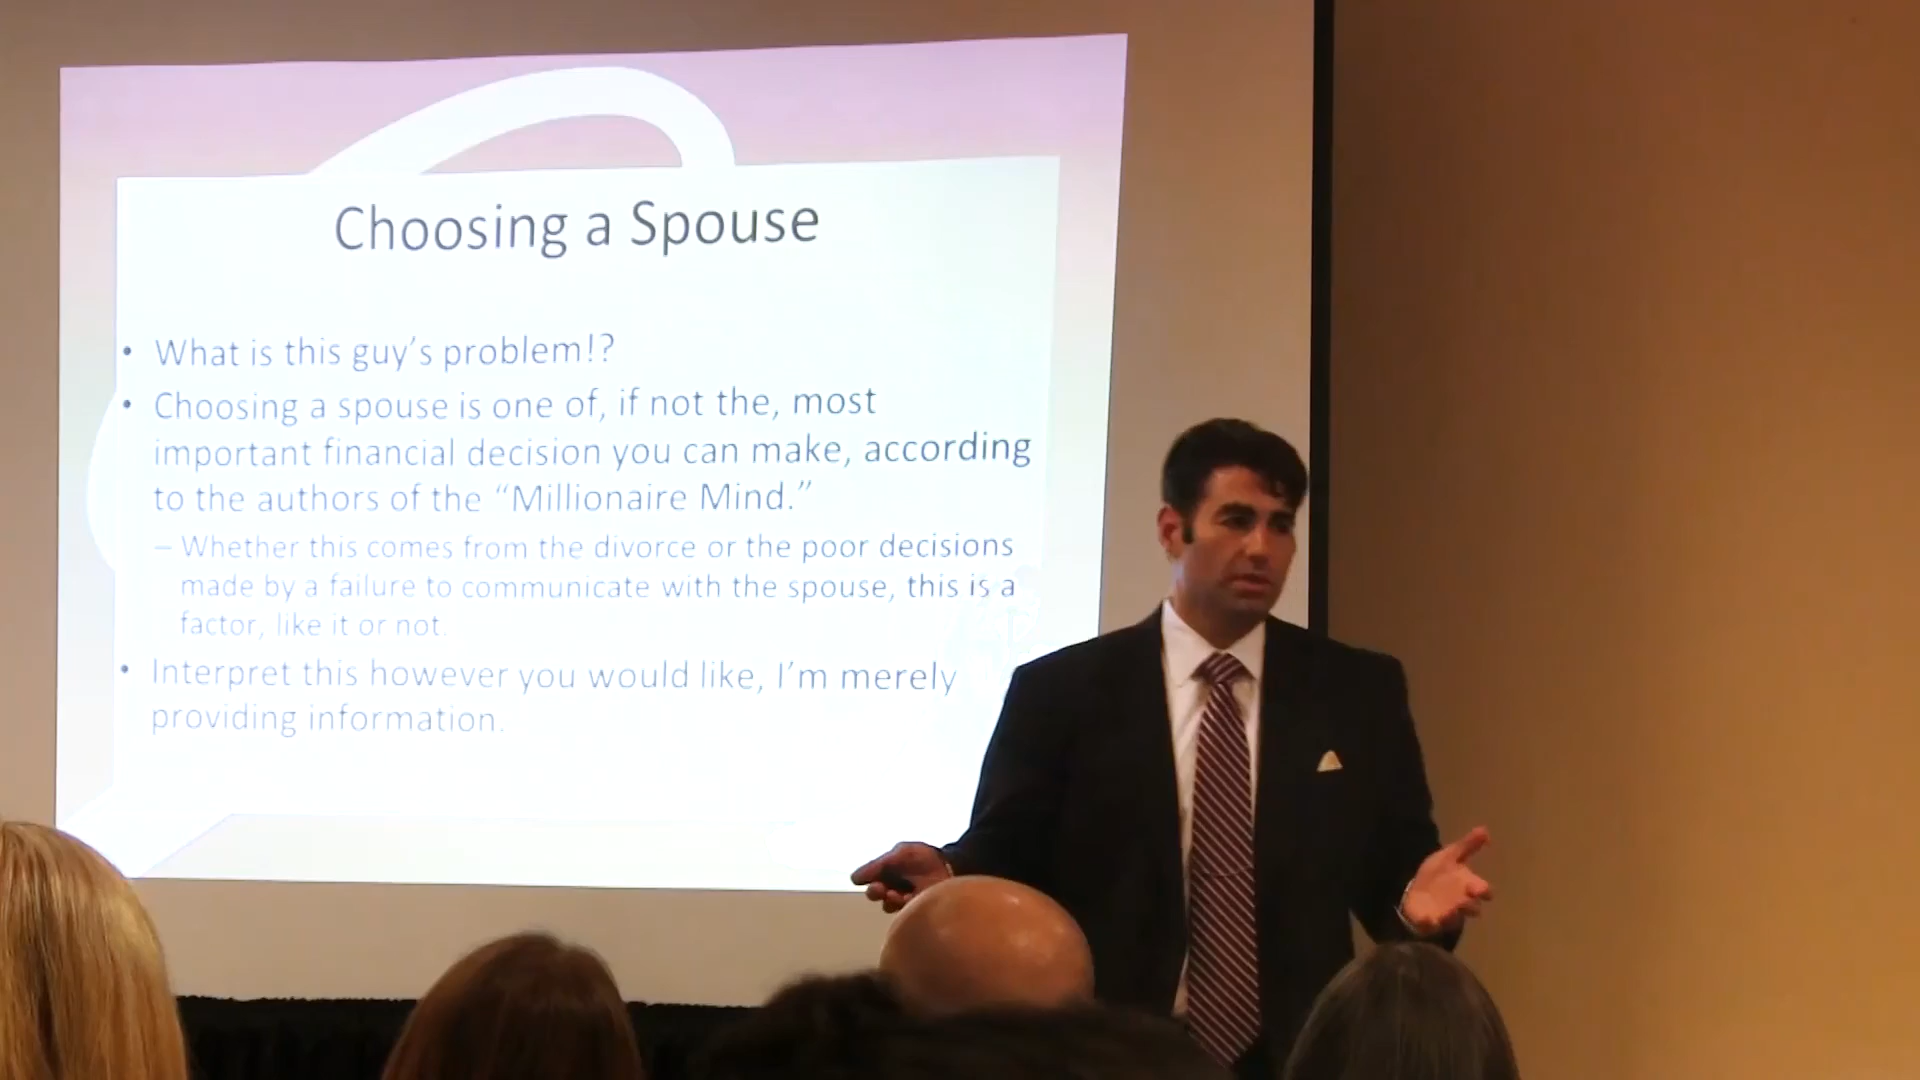 Choosing a Spouse
• What is this guy's problem!?
• Choosing a spouse is one of, if not the, most
important financial decision you can make, according
to the authors of the “Millionaire Mind.”
– Whether this comes from the divorce or the poor decisions
made by a failure to communicate with the spouse, this is a
factor, like it or not.
• Interpret this however you would like, I'm merely
providing information.